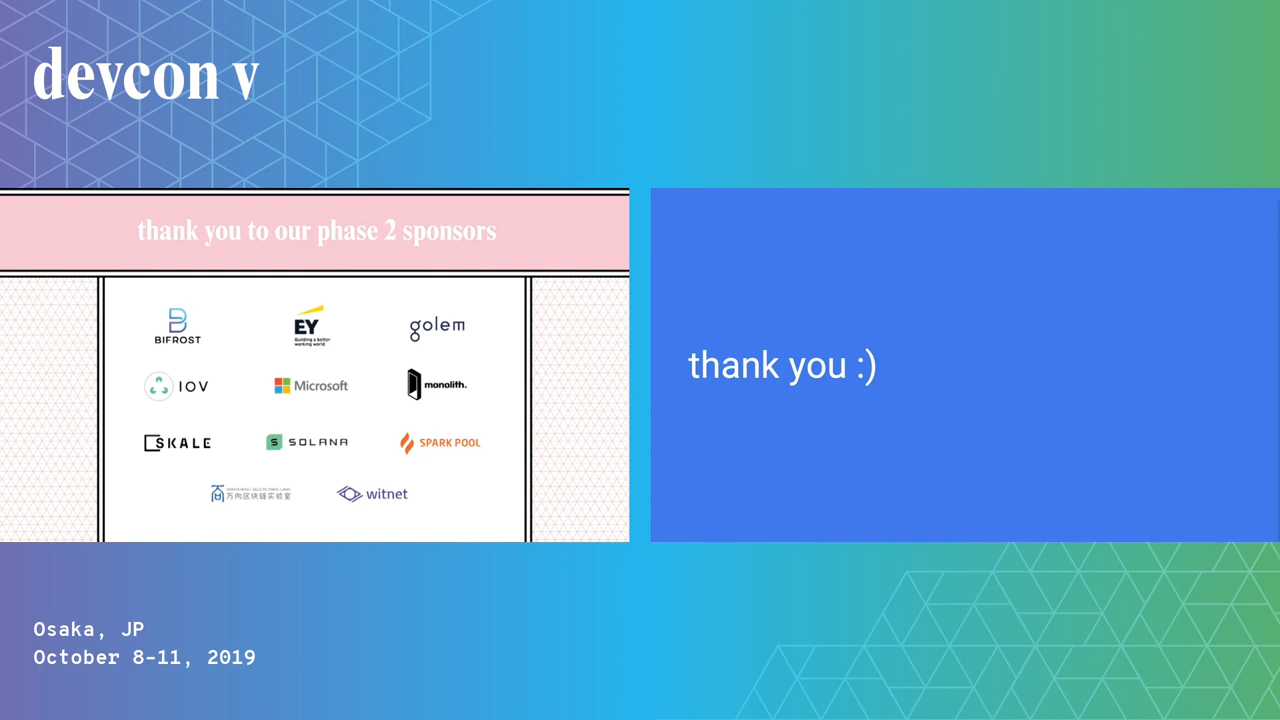 devcon v
thank you to our phase 2 sponsors
BIFROST
EY
Building a better
working world
golem
IOV
Microsoft
monolith.
SKALE
S SOLANA
SPARK POOL
万向区块链实验室
witnet
thank you :)
Osaka, JP
October 8-11, 2019